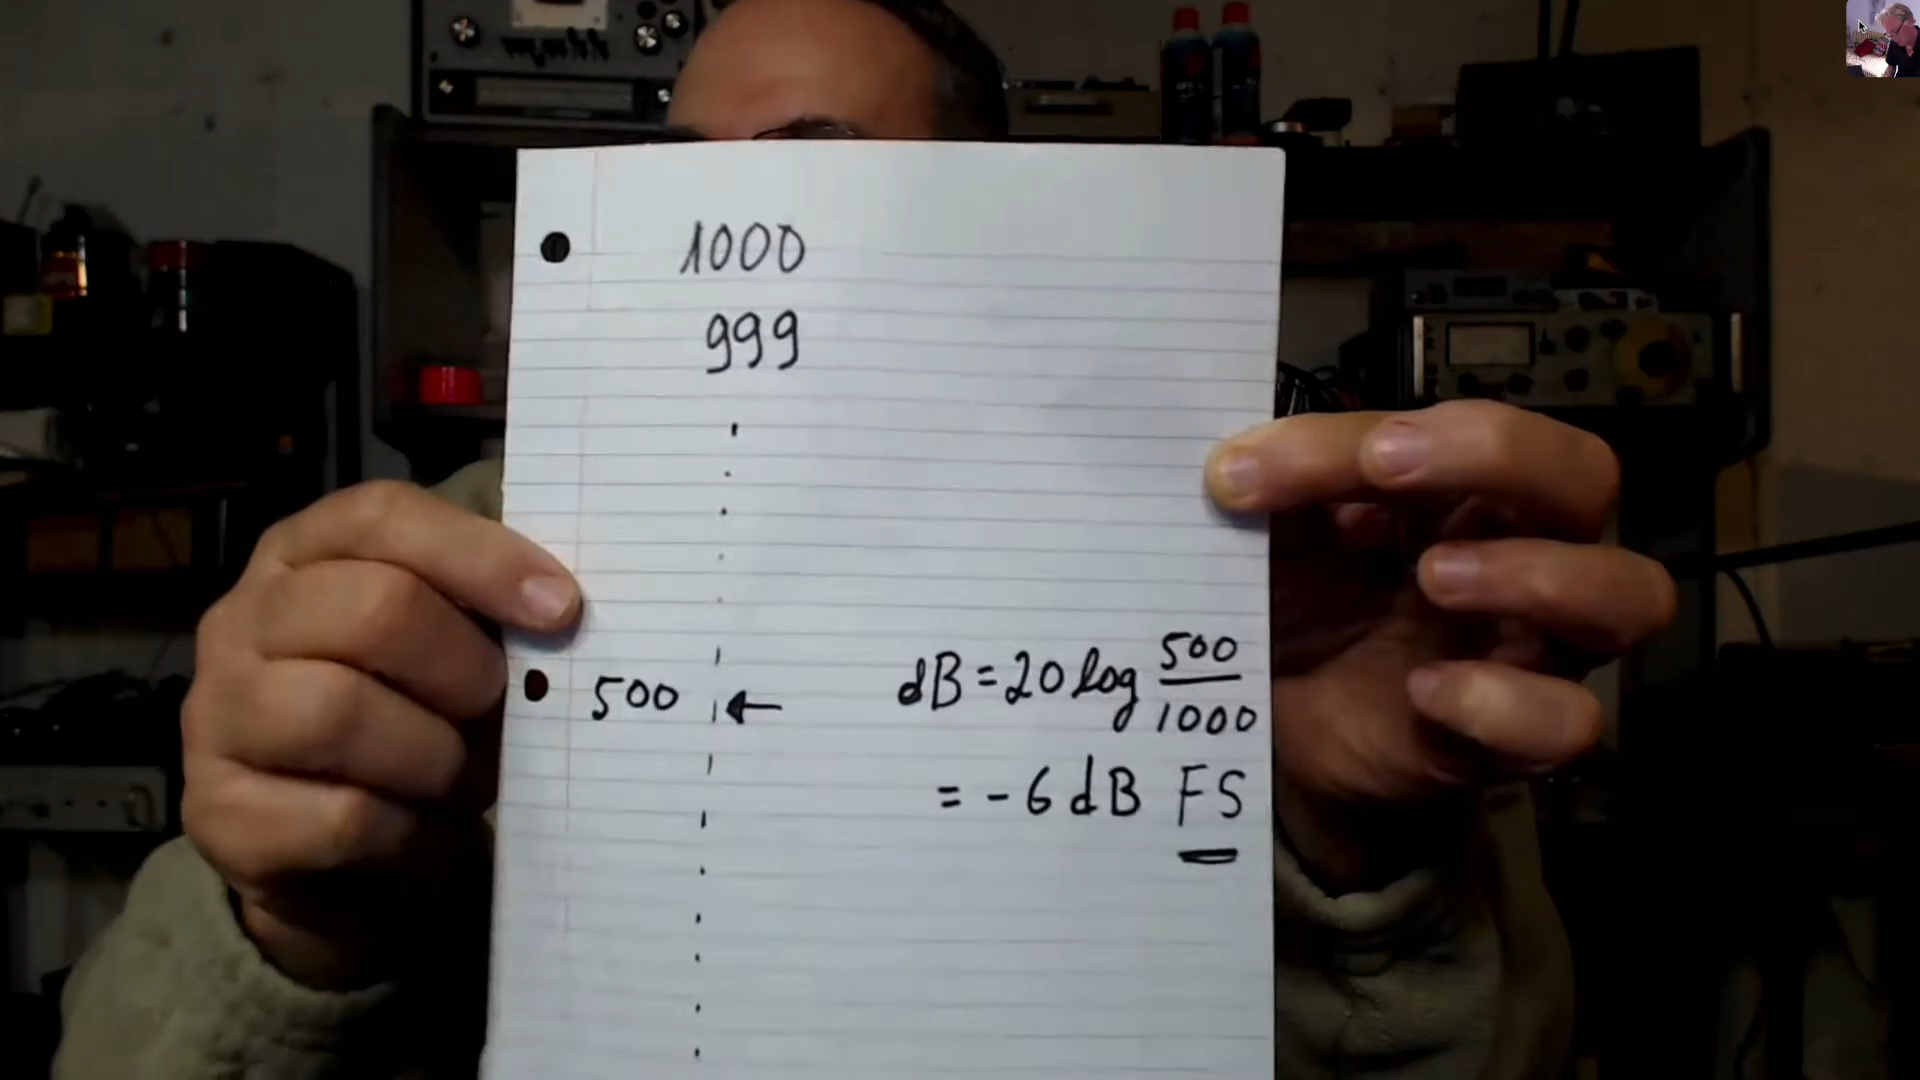 1000
999
500 ←
dB = 20 log 500/1000
= - 6 dB FS